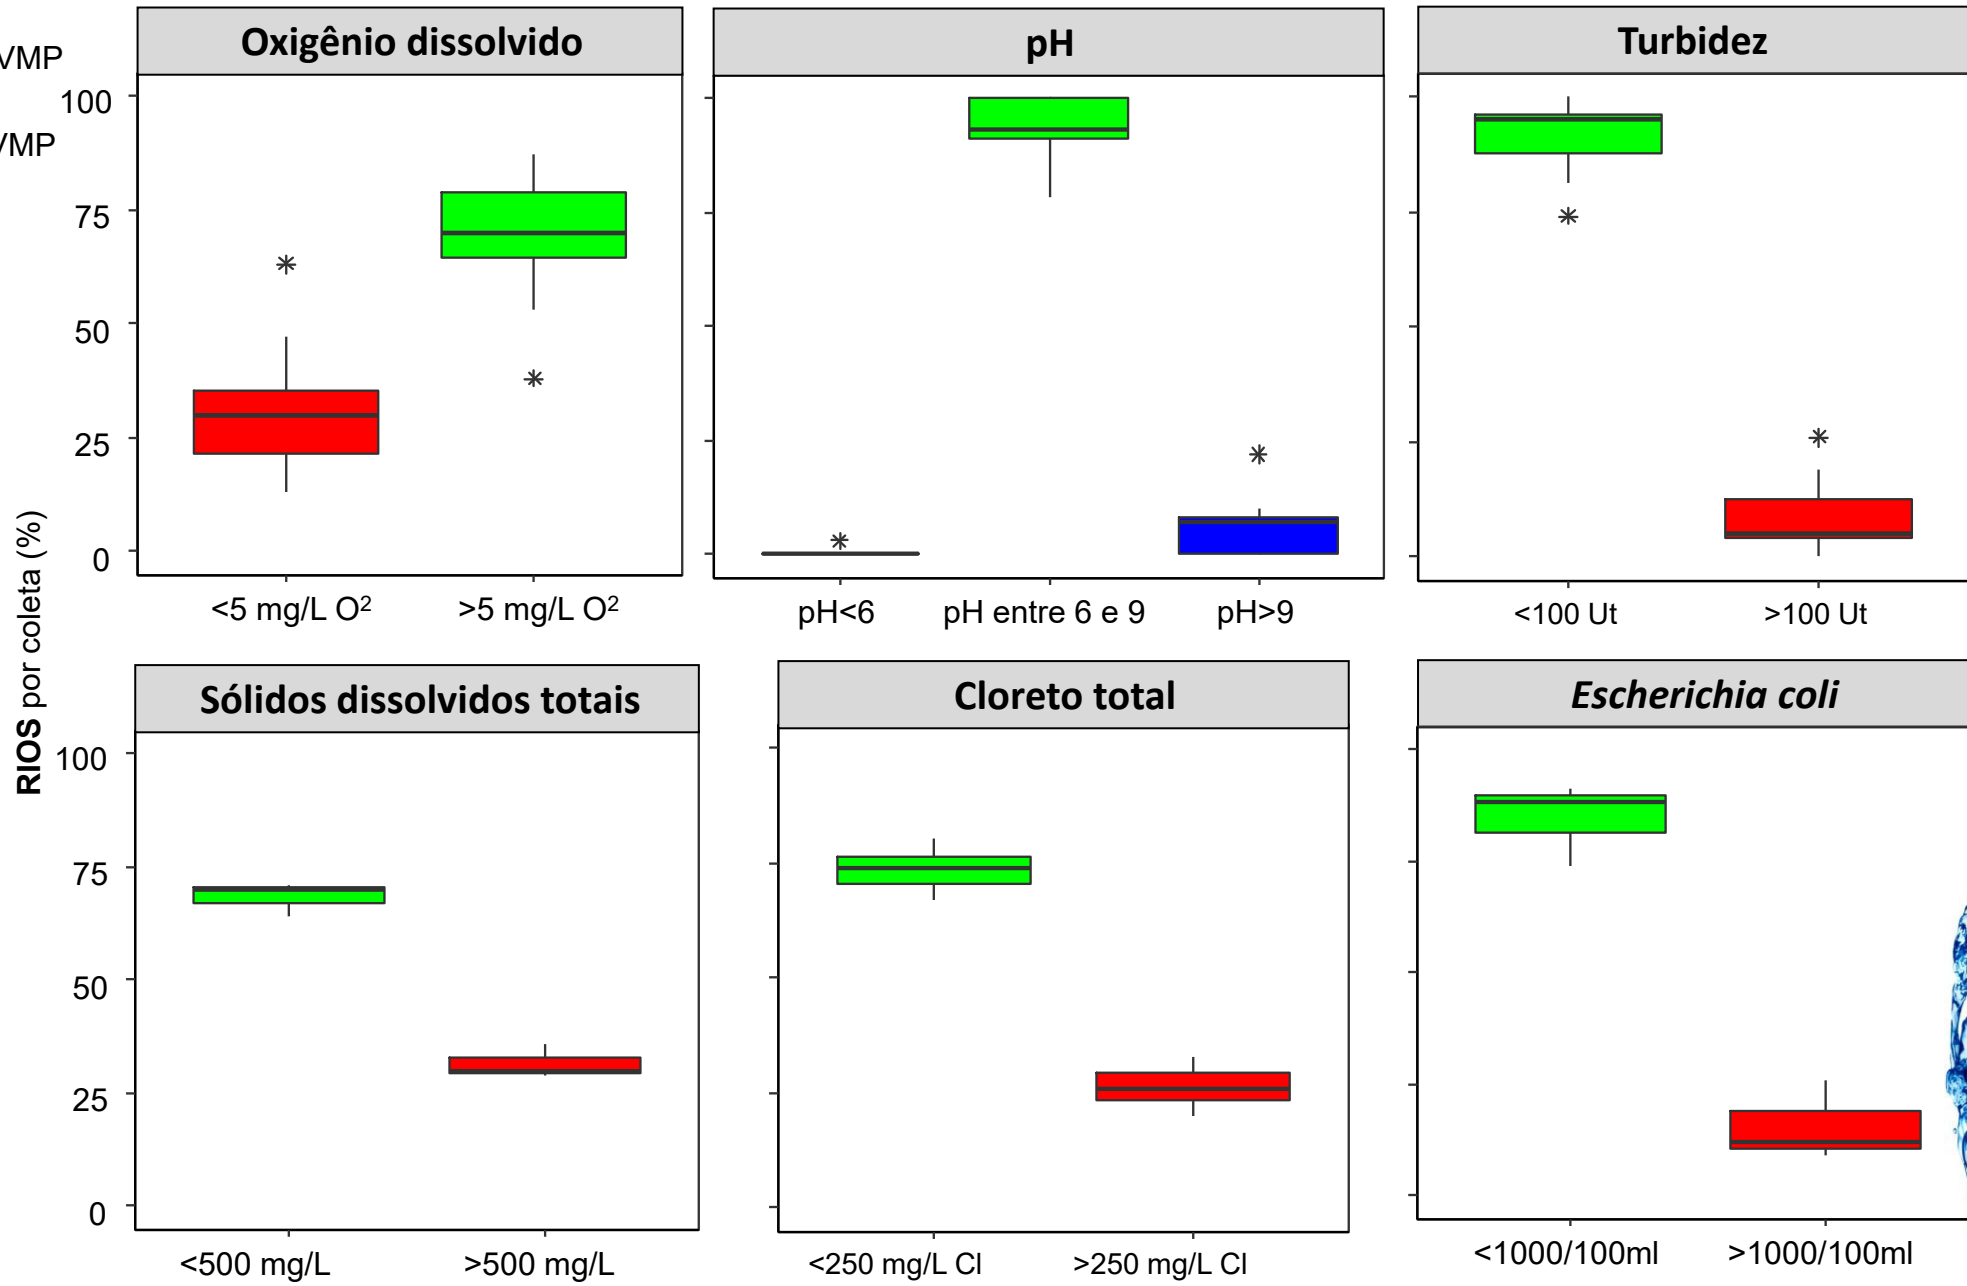 Oxigênio dissolvido
pH
Turbidez
VMP
100
VMP
75
50
25
0
<5 mg/L O²
>5 mg/L O²
pH<6
pH entre 6 e 9
pH>9
<100 Ut
>100 Ut
RIOS por coleta (%)
Sólidos dissolvidos totais
Cloreto total
Escherichia coli
100
75
50
25
0
<500 mg/L
>500 mg/L
<250 mg/L Cl
>250 mg/L Cl
<1000/100ml
>1000/100ml